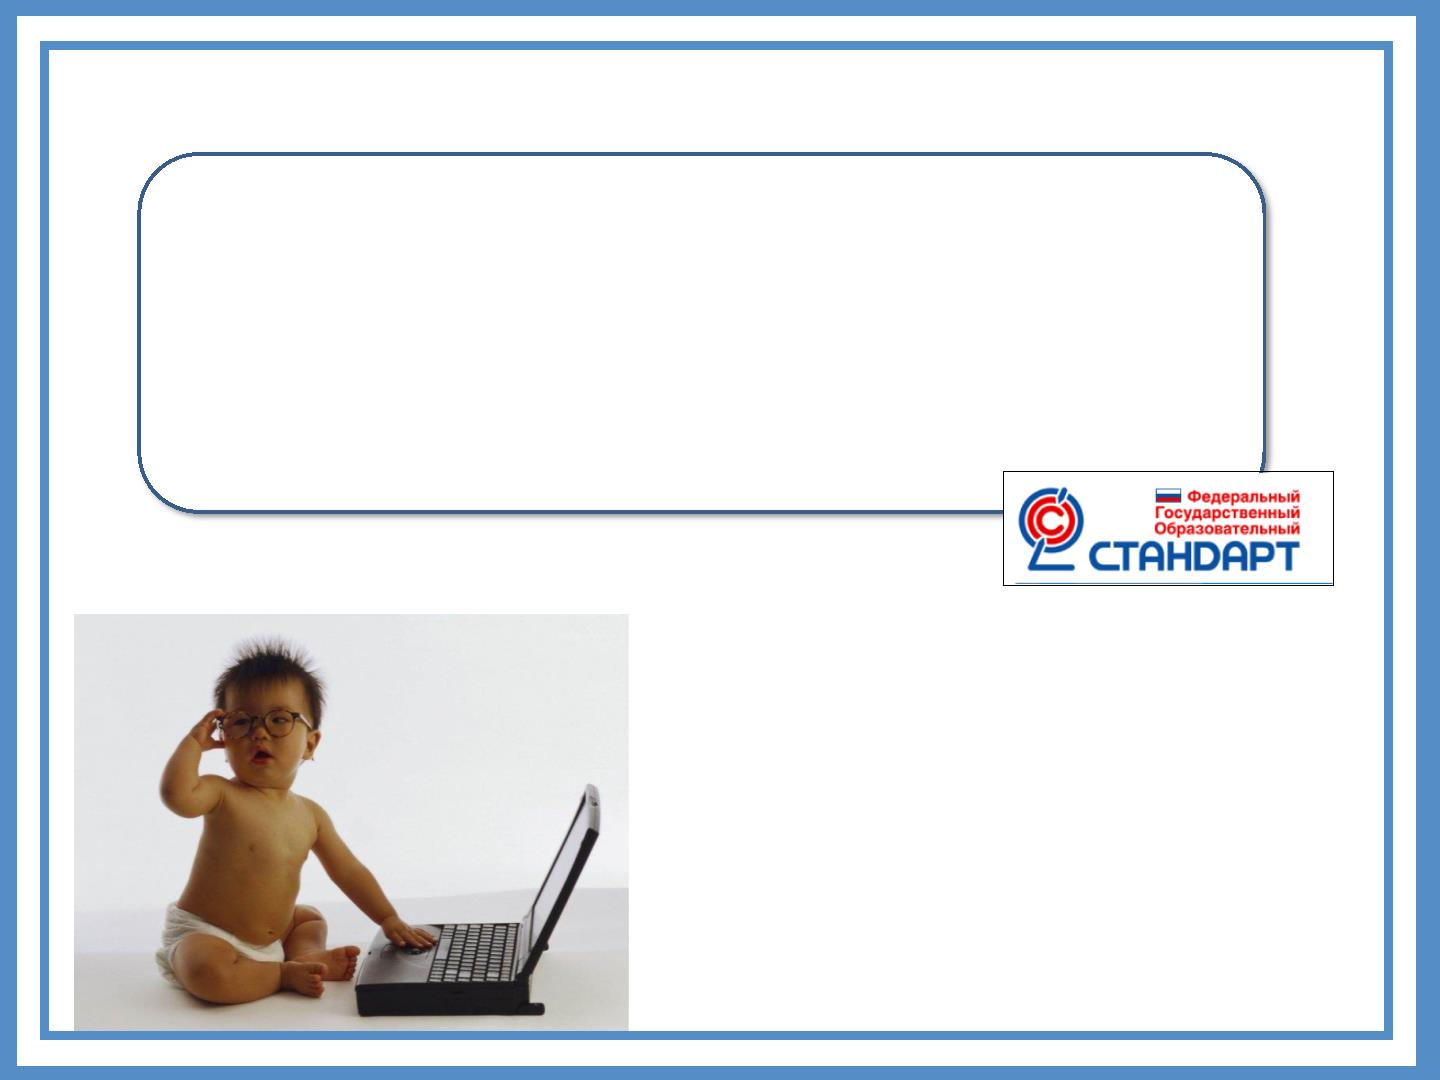 Федеральный
Государственный
Образовательный
СТАНДАРТ